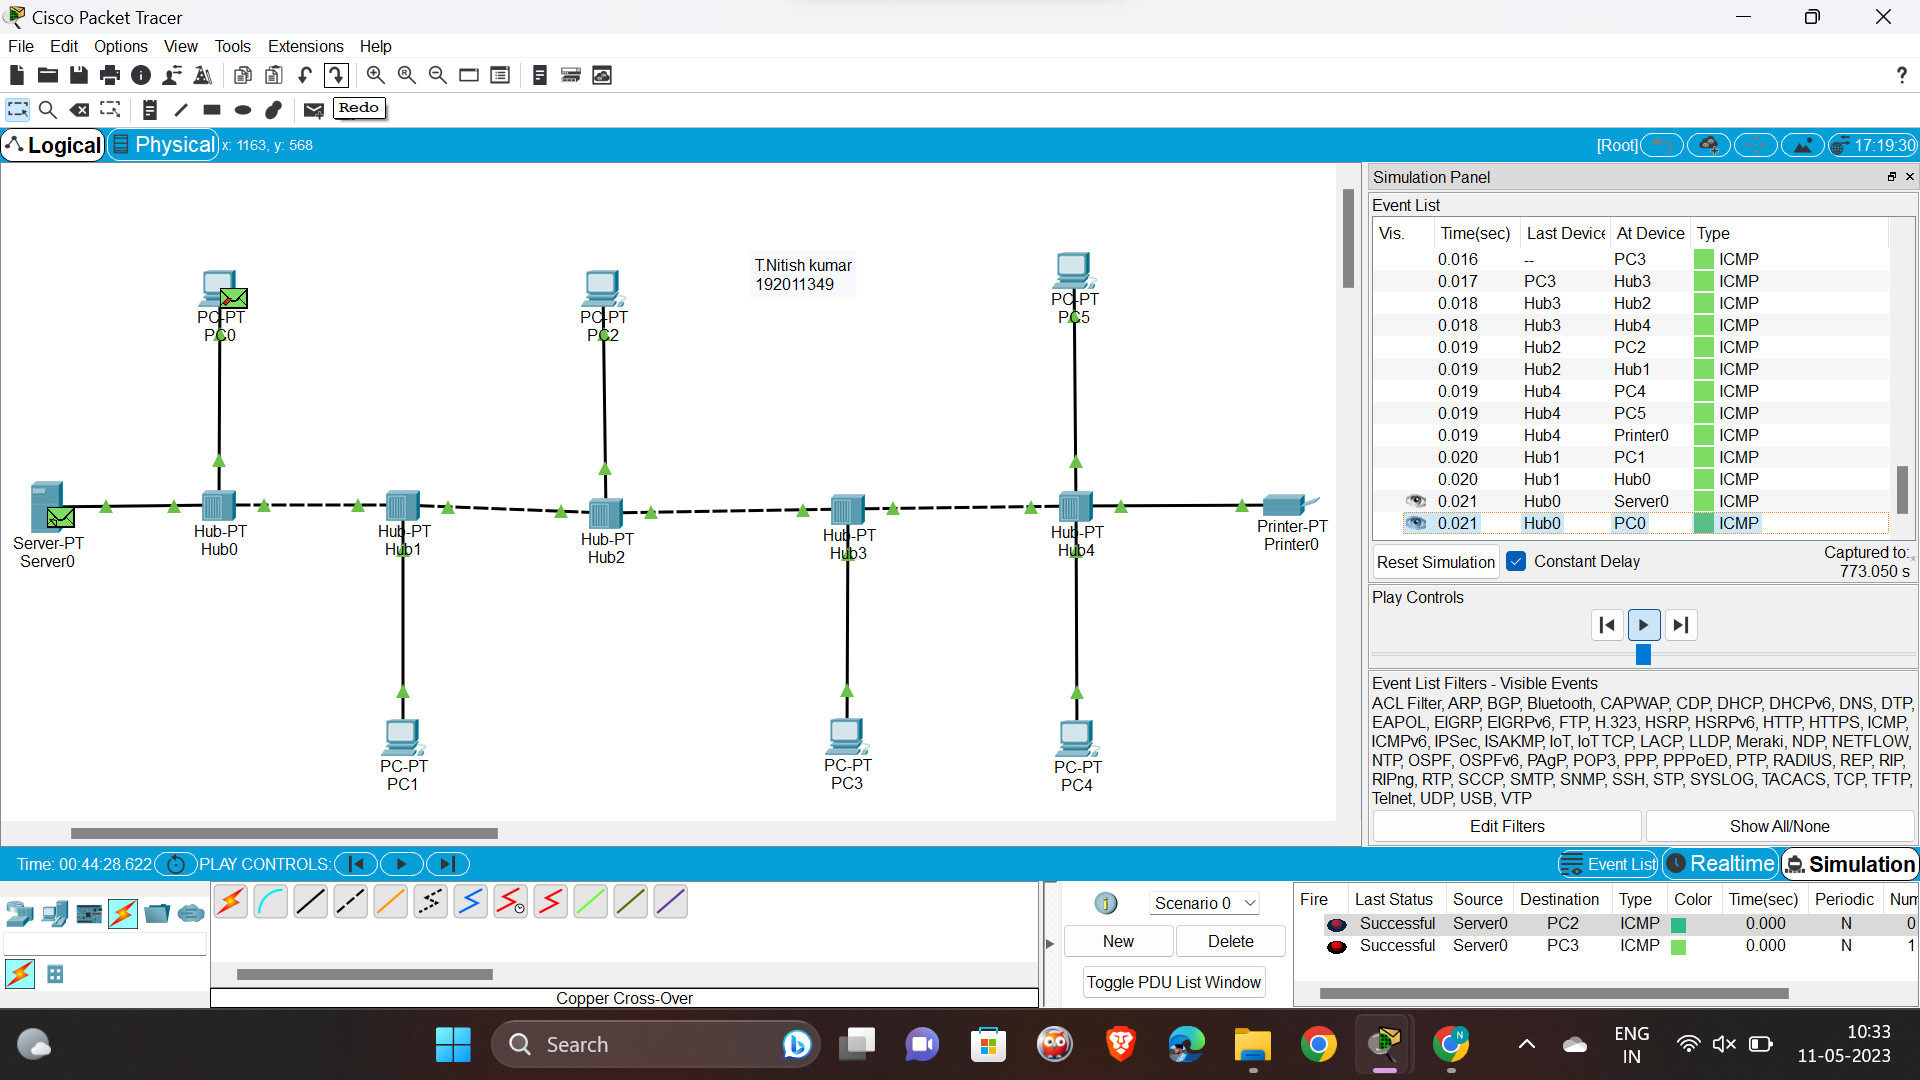 Cisco Packet Tracer
File Edit Options View Tools Extensions Help
?
Redo
Logical Physical x: 1163, y: 568 [Root] 17:19:30
Simulation Panel
Event List
Vis. Time(sec) Last Device At Device Type
0.016 -- PC3 ICMP
0.017 PC3 Hub3 ICMP
0.018 Hub3 Hub2 ICMP
0.018 Hub3 Hub4 ICMP
0.019 Hub2 PC2 ICMP
0.019 Hub2 Hub1 ICMP
0.019 Hub4 PC4 ICMP
0.019 Hub4 PC5 ICMP
0.019 Hub4 Printer0 ICMP
0.020 Hub1 PC1 ICMP
0.020 Hub1 Hub0 ICMP
0.021 Hub0 Server0 ICMP
0.021 Hub0 PC0 ICMP
Reset Simulation Constant Delay Captured to:
773.050 s
Play Controls
Event List Filters - Visible Events
ACL Filter, ARP, BGP, Bluetooth, CAPWAP, CDP, DHCP, DHCPv6, DNS, DTP,
EAPOL, EIGRP, EIGRPv6, FTP, H.323, HSRP, HSRPv6, HTTP, HTTPS, ICMP,
ICMPv6, IPSec, ISAKMP, IoT, IoT TCP, LACP, LLDP, Meraki, NDP, NETFLOW,
NTP, OSPF, OSPFv6, PAgP, POP3, PPP, PPPoED, PTP, RADIUS, REP, RIP,
RIPng, RTP, SCCP, SMTP, SNMP, SSH, STP, SYSLOG, TACACS, TCP, TFTP,
Telnet, UDP, USB, VTP
Edit Filters Show All/None
T.Nitish kumar
192011349
PC-PT
PC0
PC-PT
PC2
PC-PT
PC5
Server-PT
Server0
Hub-PT
Hub0
Hub-PT
Hub1
Hub-PT
Hub2
Hub-PT
Hub3
Hub-PT
Hub4
Printer-PT
Printer0
PC-PT
PC1
PC-PT
PC3
PC-PT
PC4
Time: 00:44:28.622 PLAY CONTROLS: Event List Realtime Simulation
Copper Cross-Over
Scenario 0
New Delete
Toggle PDU List Window
Fire Last Status Source Destination Type Color Time(sec) Periodic Num
Successful Server0 PC2 ICMP 0.000 N 0
Successful Server0 PC3 ICMP 0.000 N 1
Search
ENG
IN
10:33
11-05-2023